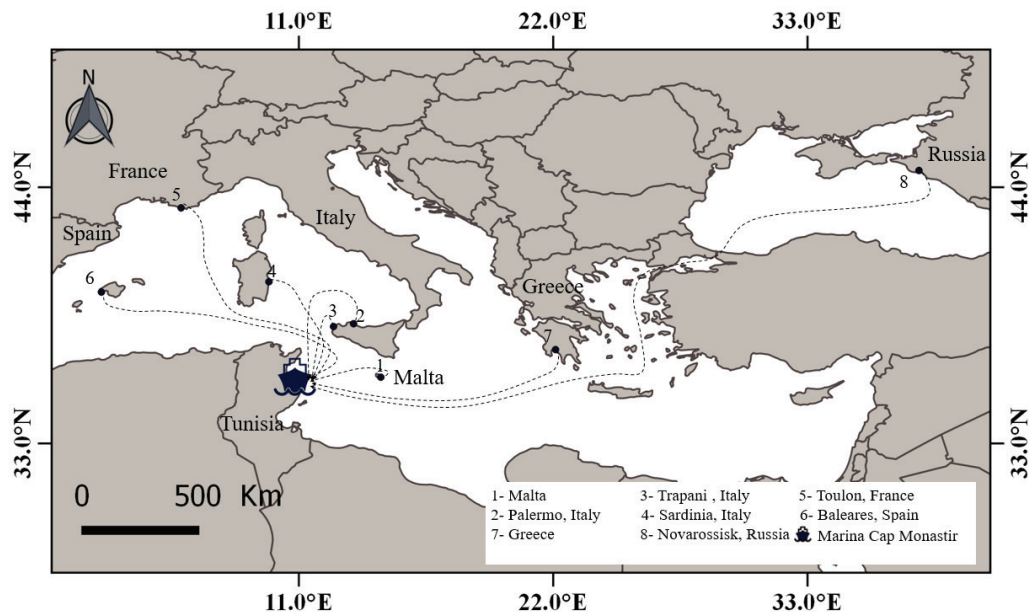 11.0°E 22.0°E 33.0°E
N
44.0°N
44.0°N
33.0°N
33.0°N
France
Russia
8
5
Italy
Spain
4
6
Greece
3
2
7
1
Malta
Tunisia
0 500 Km
1- Malta 3- Trapani , Italy 5- Toulon, France
2- Palermo, Italy 4- Sardinia, Italy 6- Baleares, Spain
7- Greece 8- Novarossisk, Russia Marina Cap Monastir
11.0°E 22.0°E 33.0°E